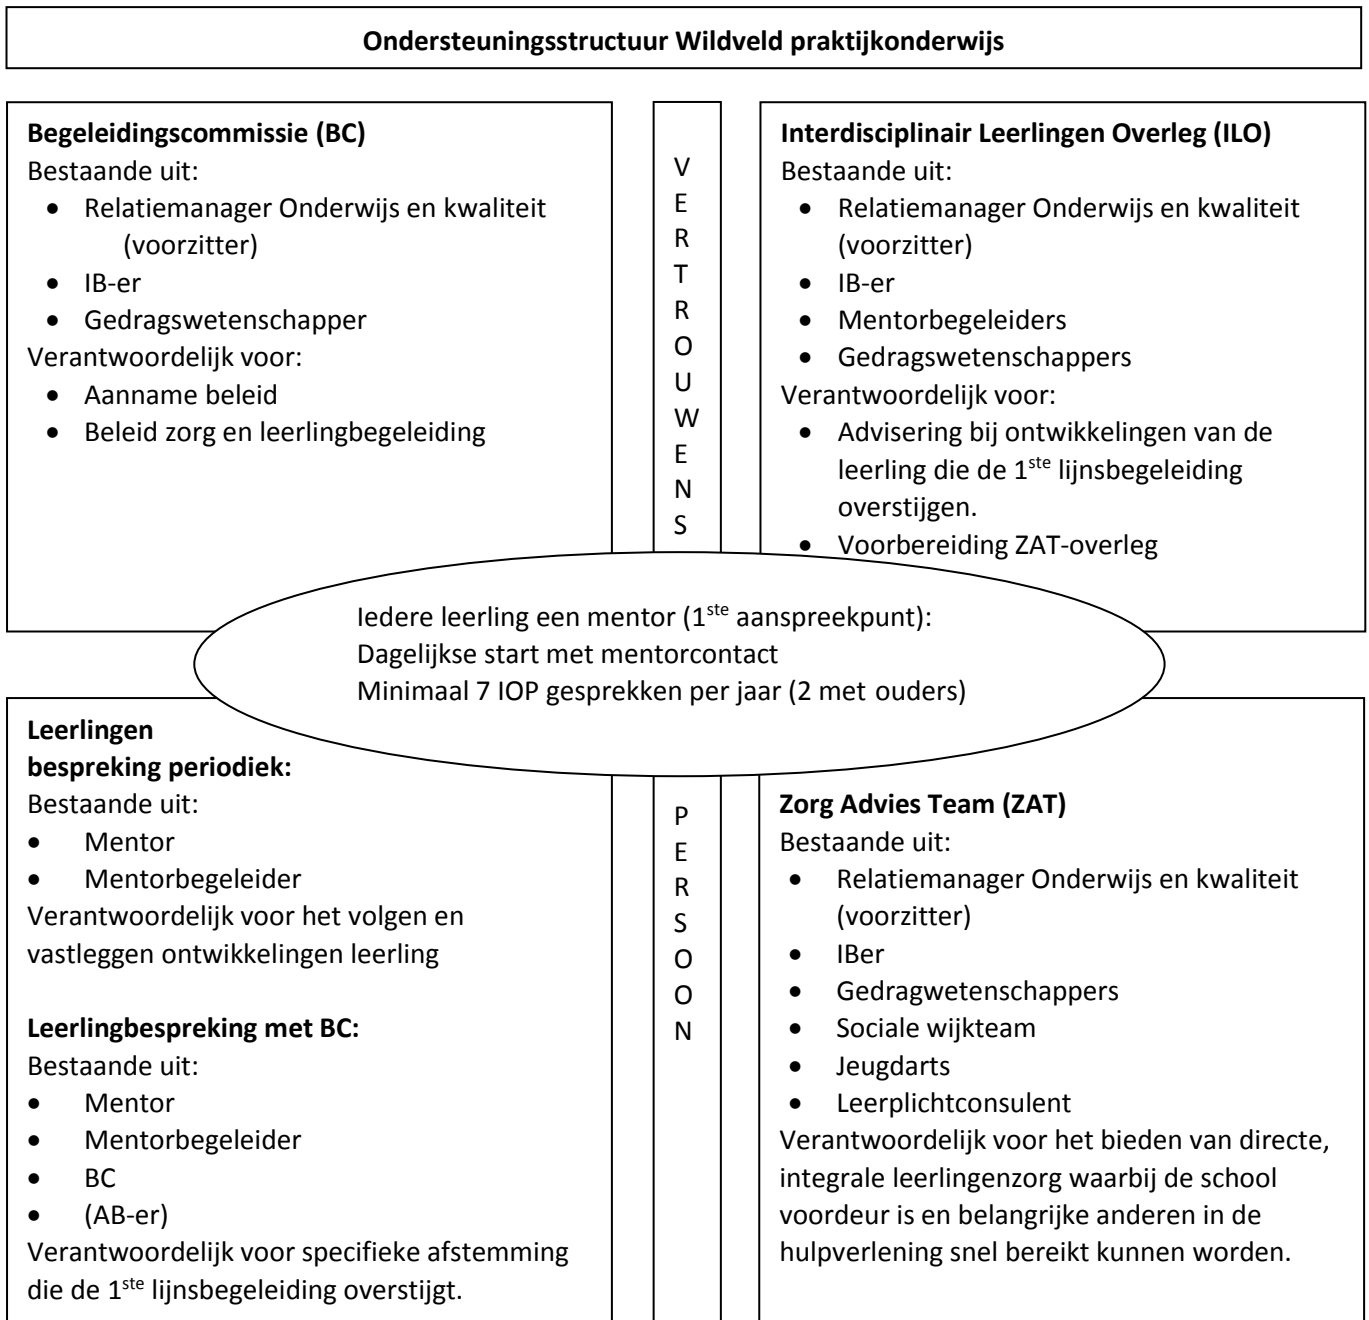 Ondersteuningsstructuur Wildveld praktijkonderwijs
Begeleidingscommissie (BC)
Bestaande uit:
• Relatiemanager Onderwijs en kwaliteit
(voorzitter)
• IB-er
• Gedragswetenschapper
Verantwoordelijk voor:
• Aanname beleid
• Beleid zorg en leerlingbegeleiding
V
E
R
T
R
O
U
W
E
N
S
Interdisciplinair Leerlingen Overleg (ILO)
Bestaande uit:
• Relatiemanager Onderwijs en kwaliteit
(voorzitter)
• IB-er
• Mentorbegeleiders
• Gedragswetenschappers
Verantwoordelijk voor:
• Advisering bij ontwikkelingen van de
leerling die de 1ste lijnsbegeleiding
overstijgen.
• Voorbereiding ZAT-overleg
Iedere leerling een mentor (1ste aanspreekpunt):
Dagelijkse start met mentorcontact
Minimaal 7 IOP gesprekken per jaar (2 met ouders)
Leerlingen
bespreking periodiek:
Bestaande uit:
• Mentor
• Mentorbegeleider
Verantwoordelijk voor het volgen en
vastleggen ontwikkelingen leerling
Leerlingbespreking met BC:
Bestaande uit:
• Mentor
• Mentorbegeleider
• BC
• (AB-er)
Verantwoordelijk voor specifieke afstemming
die de 1ste lijnsbegeleiding overstijgt.
P
E
R
S
O
O
N
Zorg Advies Team (ZAT)
Bestaande uit:
• Relatiemanager Onderwijs en kwaliteit
(voorzitter)
• IBer
• Gedragwetenschappers
• Sociale wijkteam
• Jeugdarts
• Leerplichtconsulent
Verantwoordelijk voor het bieden van directe,
integrale leerlingenzorg waarbij de school
voordeur is en belangrijke anderen in de
hulpverlening snel bereikt kunnen worden.